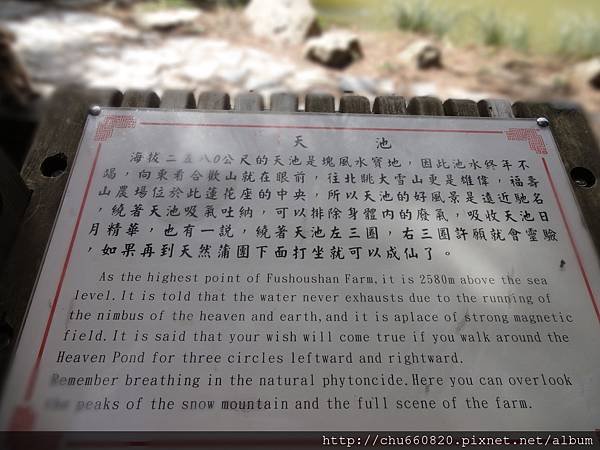 天池
海拔二五八0公尺的天池是塊風水寶地，因此池水終年不
竭，向東看合歡山就在眼前，往北眺大雪山更是雄偉，福壽
山農場位於此蓮花座的中央，所以天池的好風景是遠近馳名
，繞著天池吸氣吐納，可以排除身體內的廢氣，吸收天池日
月精華，也有一說，繞著天池左三圈，右三圈許願就會靈驗
，如果再到天然蒲團下面打坐就可以成仙了。
As the highest point of Fushoushan Farm,it is 2580m above the sea
level.It is told that the water never exhausts due to the running of
the nimbus of the heaven and earth,and it is aplace of strong magnetic
field.It is said that your wish will come true if you walk around the
Heaven Pond for three circles leftward and rightward.
Remember breathing in the natural phytoncide.Here you can overlook
the peaks of the snow mountain and the full scene of the farm.
http://chu660820.pixnet.net/album